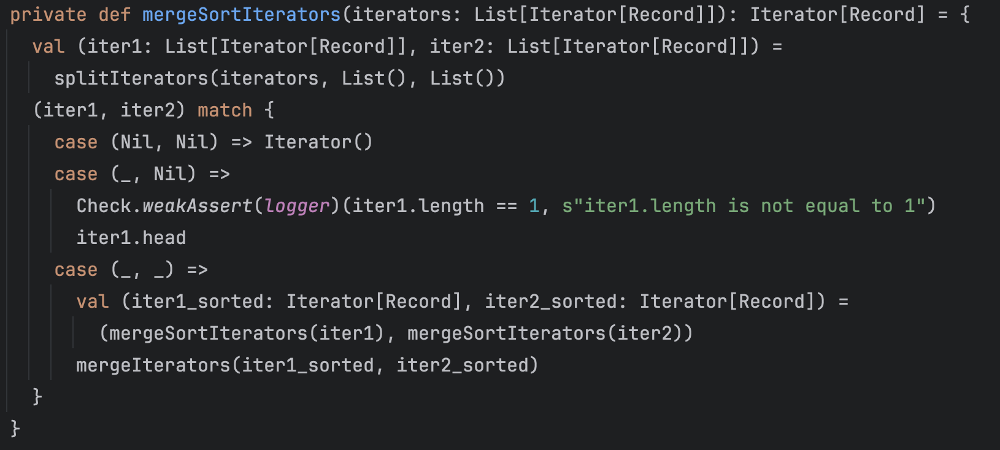 private def mergeSortIterators(iterators: List[Iterator[Record]]): Iterator[Record] = {
  val (iter1: List[Iterator[Record]], iter2: List[Iterator[Record]]) =
    splitIterators(iterators, List(), List())
  (iter1, iter2) match {
    case (Nil, Nil) => Iterator()
    case (_, Nil) =>
      Check.weakAssert(logger)(iter1.length == 1, s"iter1.length is not equal to 1")
      iter1.head
    case (_, _) =>
      val (iter1_sorted: Iterator[Record], iter2_sorted: Iterator[Record]) =
        (mergeSortIterators(iter1), mergeSortIterators(iter2))
      mergeIterators(iter1_sorted, iter2_sorted)
  }
}